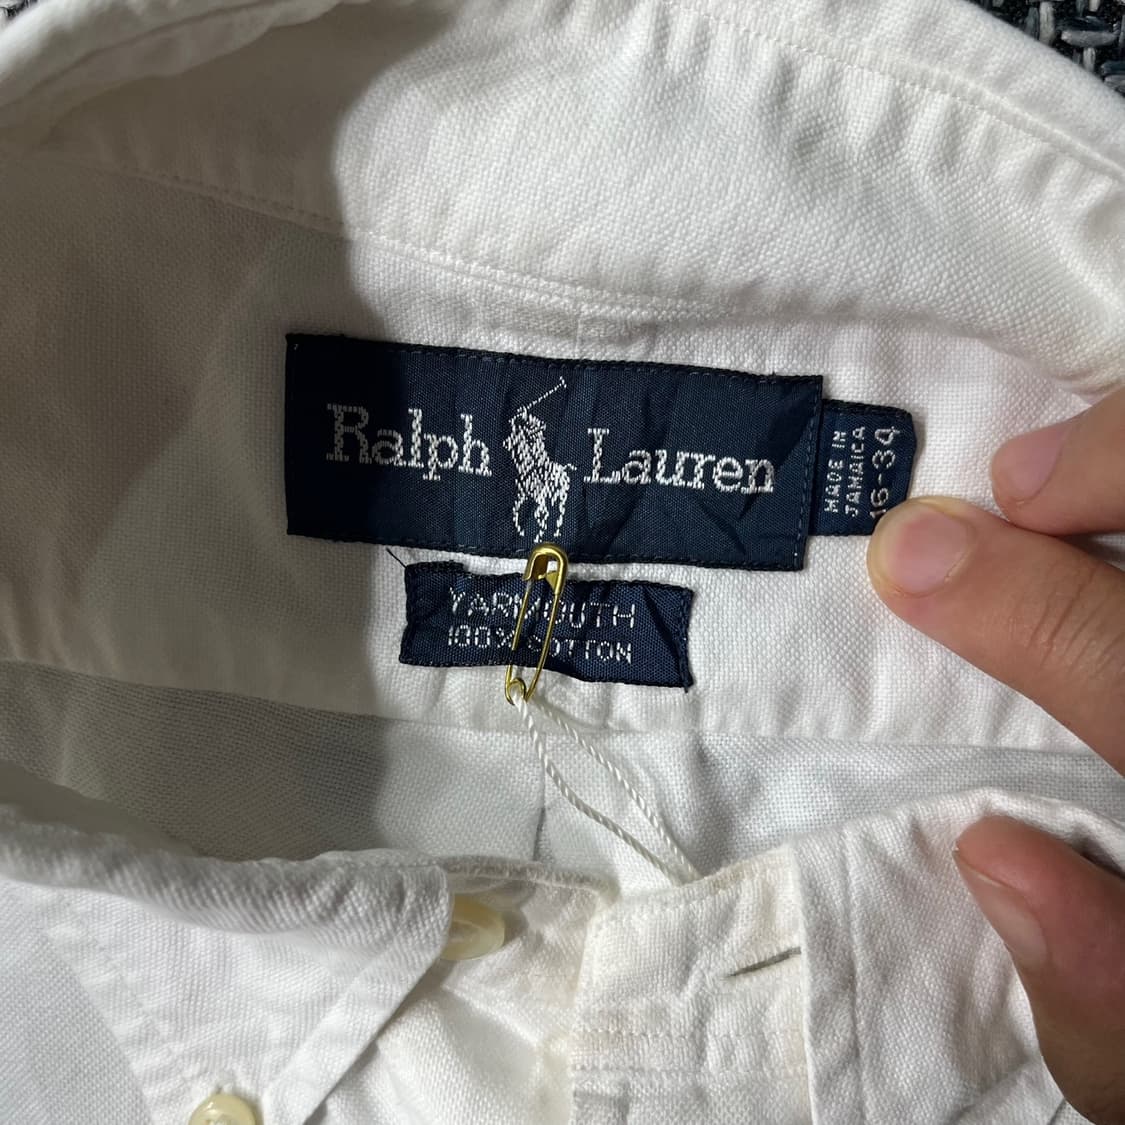 Ralph Lauren
MADE IN
JAMAICA
16-34
YARMOUTH
100% COTTON